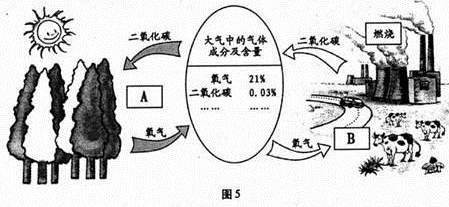 大气中的气体
成分及含量
氧气 21%
二氧化碳 0.03%
…… ……
二氧化碳
A
氧气
二氧化碳
燃烧
B
氧气
图5